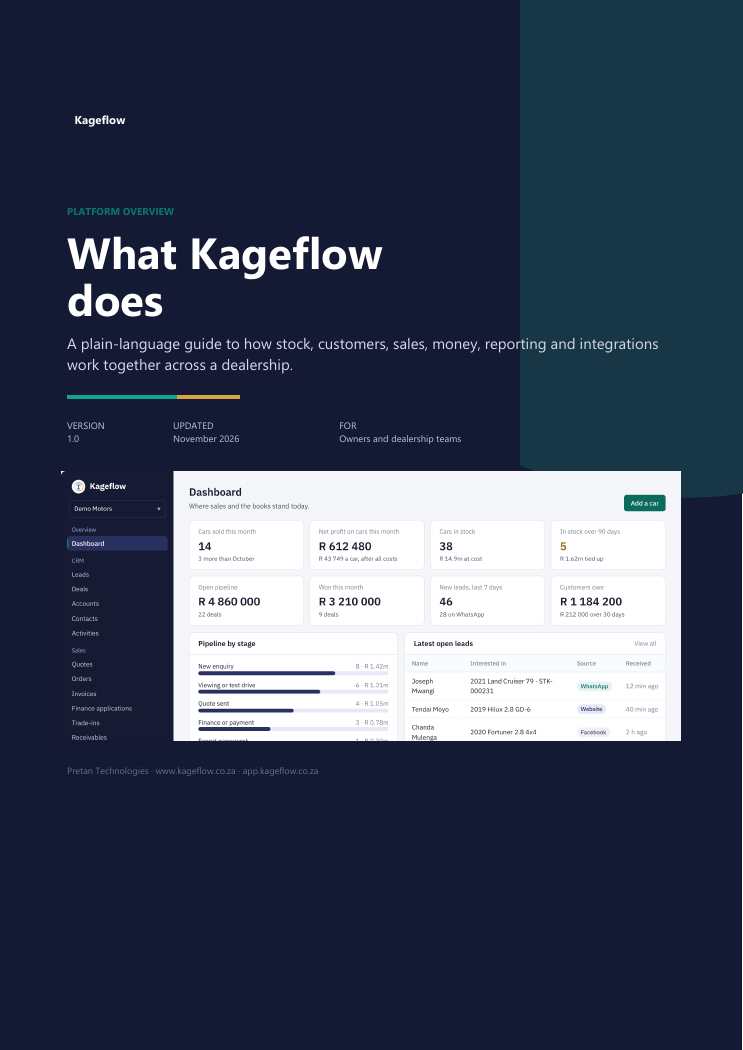 Kageflow
PLATFORM OVERVIEW
What Kageflow
does
A plain-language guide to how stock, customers, sales, money, reporting and integrations
work together across a dealership.
VERSION
1.0
UPDATED
November 2026
FOR
Owners and dealership teams
Kageflow
Demo Motors
Overview
Dashboard
CRM
Leads
Deals
Accounts
Contacts
Activities
Sales
Quotes
Orders
Invoices
Finance applications
Trade-ins
Receivables
Dashboard
Where sales and the books stand today.
Add a car
Cars sold this month
14
3 more than October
Net profit on cars this month
R 612 480
R 43 749 a car, after all costs
Cars in stock
38
R 14.9m at cost
In stock over 90 days
5
R 1.62m tied up
Open pipeline
R 4 860 000
22 deals
Won this month
R 3 210 000
9 deals
New leads, last 7 days
46
28 on WhatsApp
Customers owe
R 1 184 200
R 212 000 over 30 days
Pipeline by stage
New enquiry 8 · R 1.42m
Viewing or test drive 6 · R 1.31m
Quote sent 4 · R 1.05m
Finance or payment 3 · R 0.78m
Latest open leads View all
Name Interested in Source Received
Joseph Mwangi 2021 Land Cruiser 79 · STK-000231 WhatsApp 12 min ago
Tendai Moyo 2019 Hilux 2.8 GD-6 Website 40 min ago
Chanda Mulenga 2020 Fortuner 2.8 4x4 Facebook 2 h ago
Pretan Technologies · www.kageflow.co.za · app.kageflow.co.za